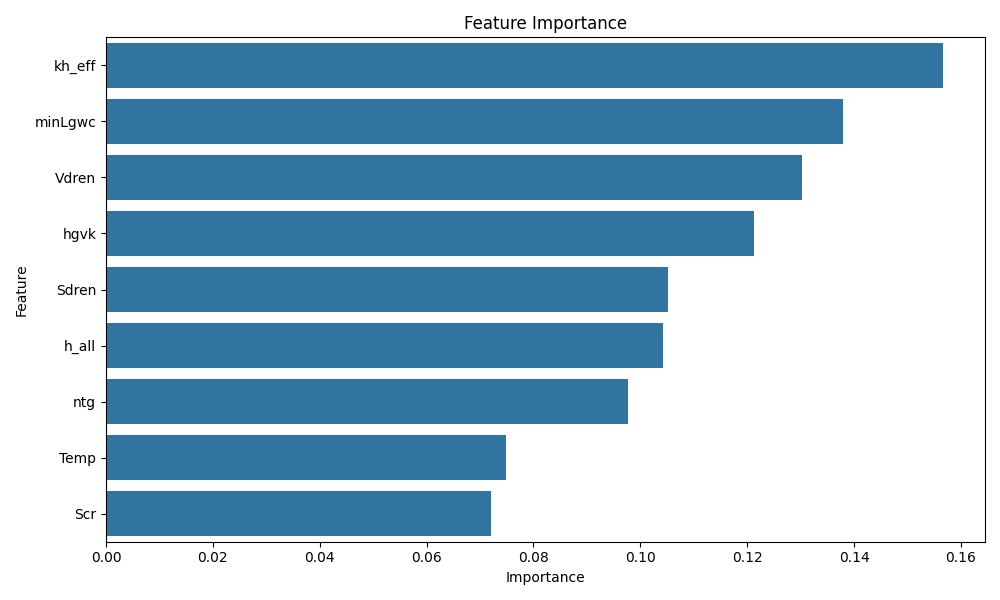 Feature Importance
Feature
kh_eff
minLgwc
Vdren
hgvk
Sdren
h_all
ntg
Temp
Scr
0.00 0.02 0.04 0.06 0.08 0.10 0.12 0.14 0.16
Importance